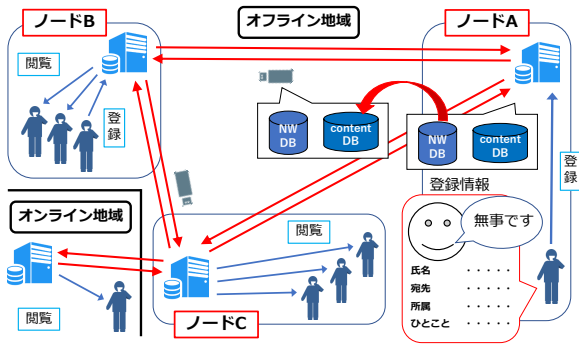 ノードB
オフライン地域
ノードA
閲覧
登
録
NW
DB
content
DB
NW
DB
content
DB
登
録
登録情報
無事です
氏名 ・・・・・
宛先 ・・・・・
所属 ・・・・・
ひとこと ・・・・・
オンライン地域
閲覧
閲覧
ノードC